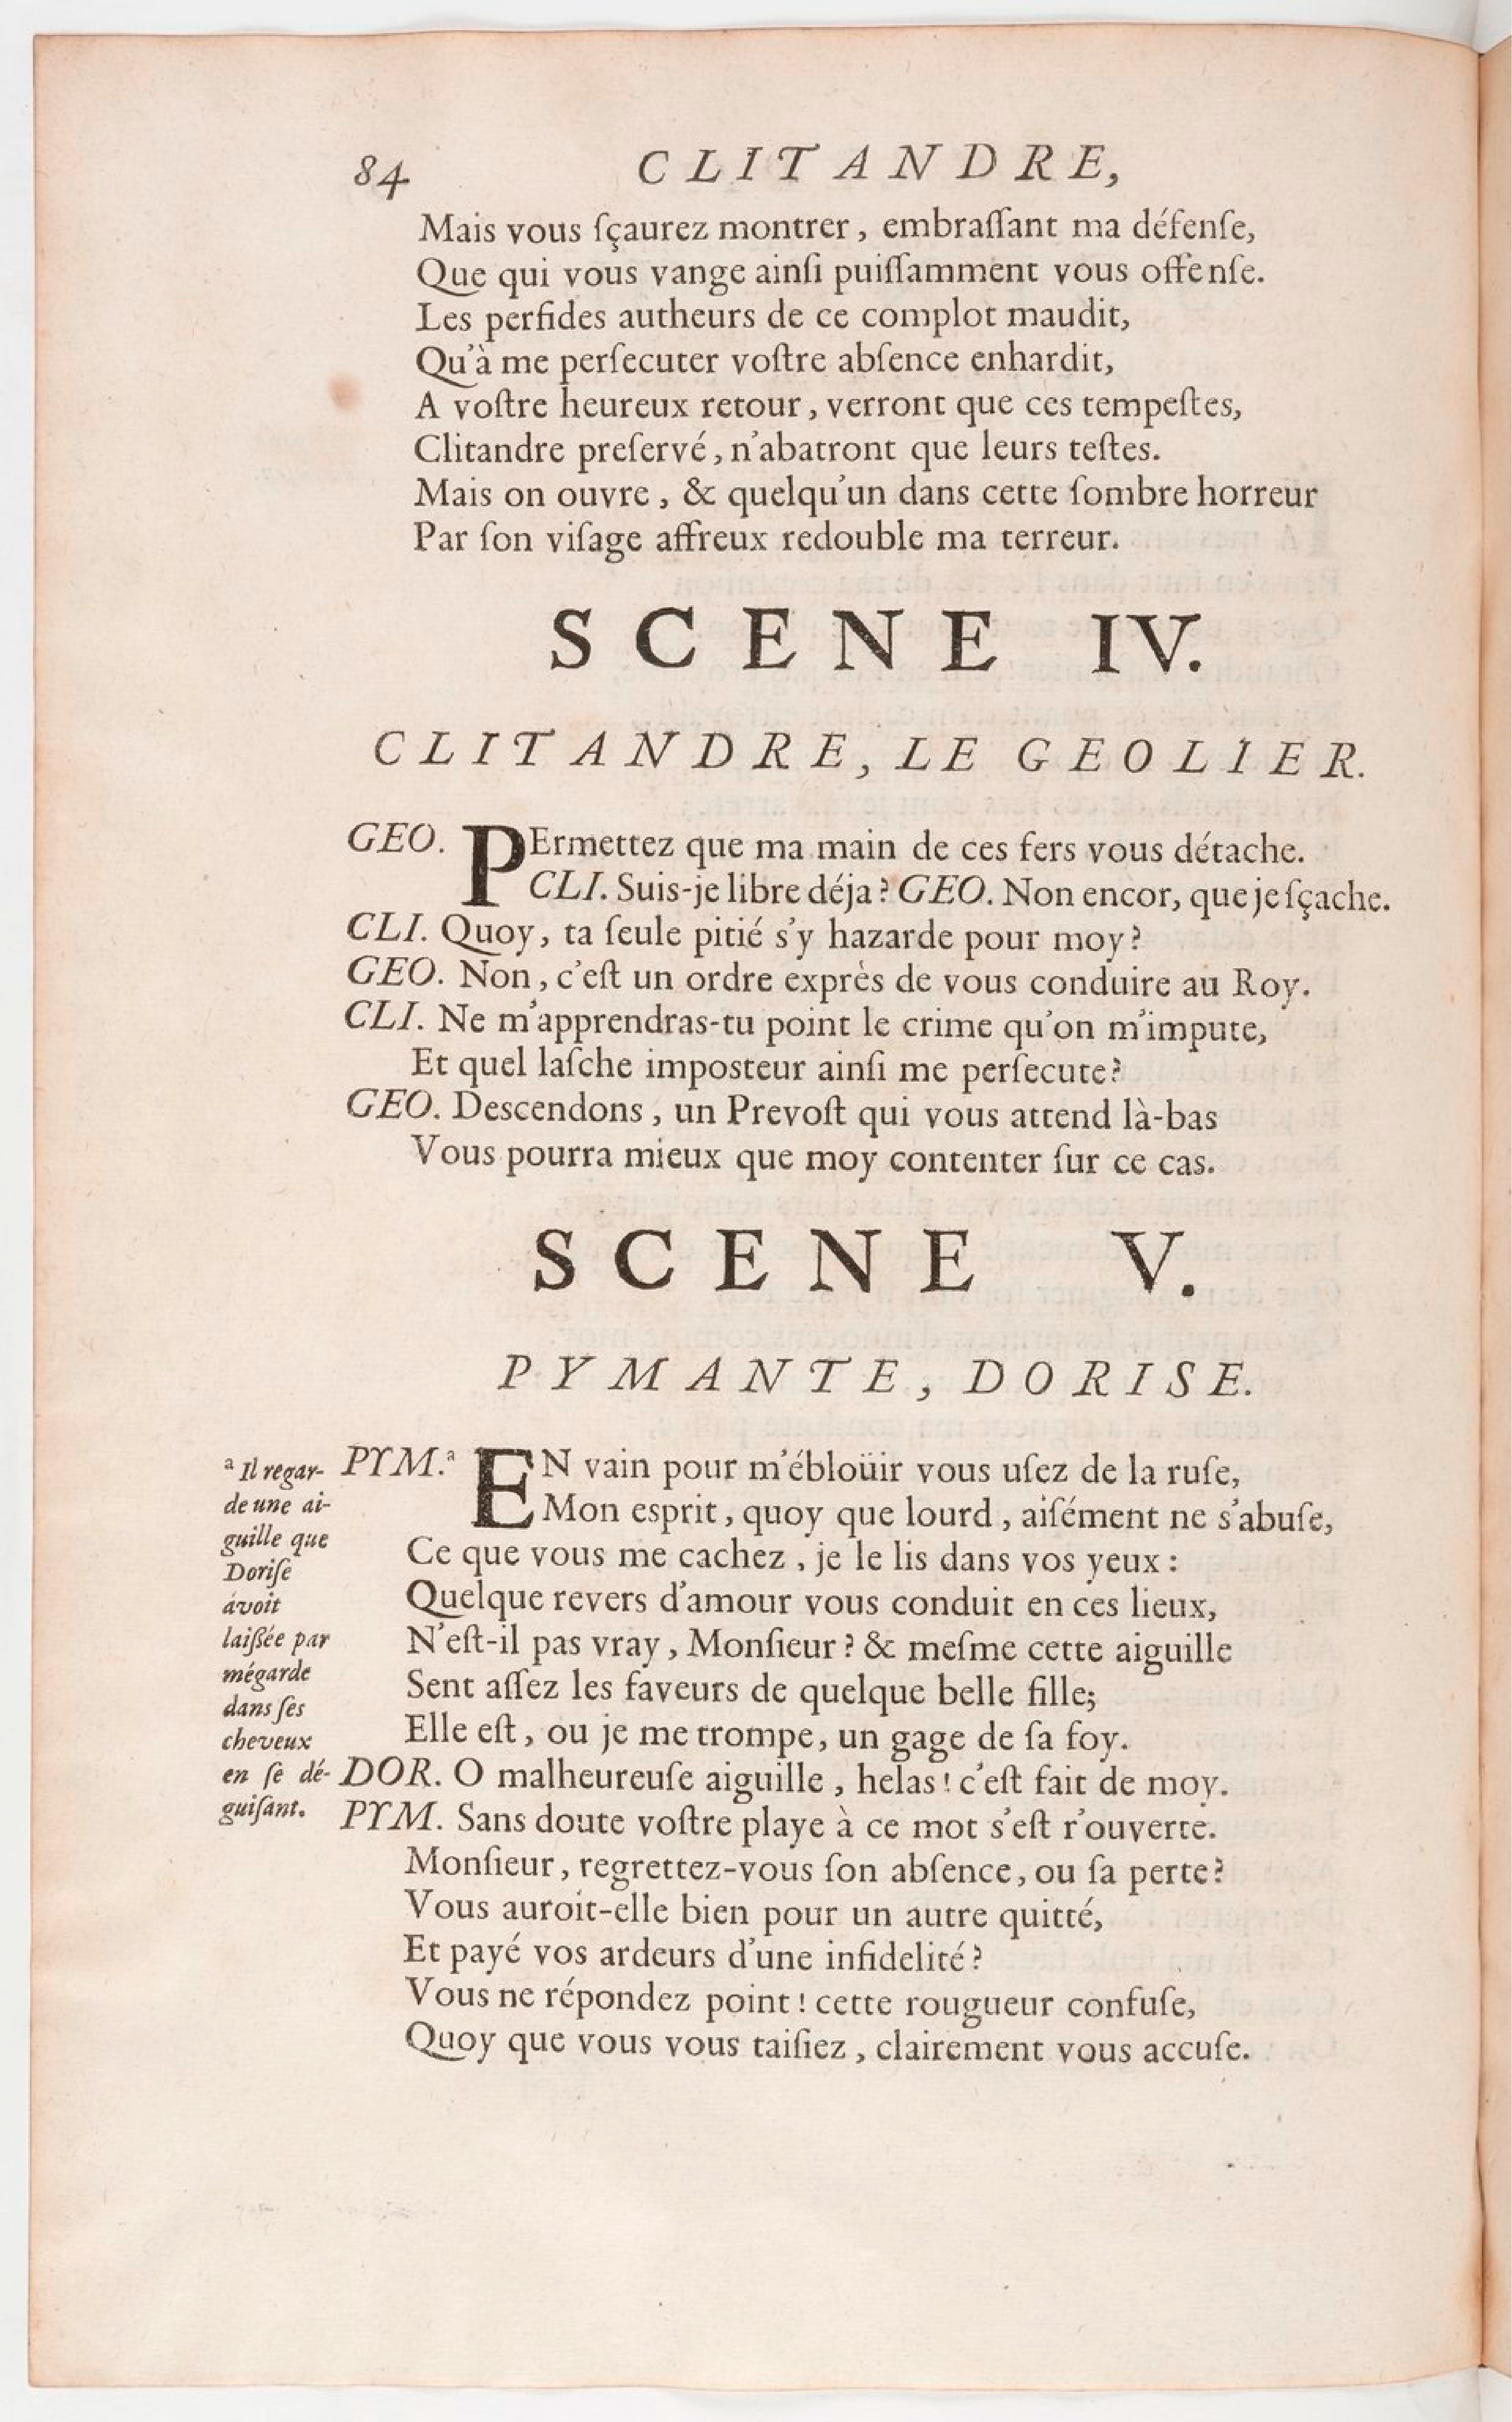 84 CLITANDRE,
Mais vous ſçaurez montrer, embraſſant ma défenſe,
Que qui vous vange ainſi puiſſamment vous offenſe.
Les perfides autheurs de ce complot maudit,
Qu'à me perſecuter voſtre abſence enhardit,
A voſtre heureux retour, verront que ces tempeſtes,
Clitandre preſervé, n'abatront que leurs teſtes.
Mais on ouvre, & quelqu'un dans cette ſombre horreur
Par ſon viſage affreux redouble ma terreur.
SCENE IV.
CLITANDRE, LE GEOLIER.
GEO. PErmettez que ma main de ces fers vous détache.
CLI. Suis-je libre déja? GEO. Non encor, que je ſçache.
CLI. Quoy, ta ſeule pitié s'y hazarde pour moy?
GEO. Non, c'eſt un ordre exprès de vous conduire au Roy.
CLI. Ne m'apprendras-tu point le crime qu'on m'impute,
Et quel laſche imposteur ainſi me perſecute?
GEO. Descendons, un Prevoſt qui vous attend là-bas
Vous pourra mieux que moy contenter ſur ce cas.
SCENE V.
PYMANTE, DORISE.
PYM.ª EN vain pour m'ébloüir vous uſez de la ruſe,
Mon esprit, quoy que lourd, aiſément ne s'abuſe,
Ce que vous me cachez, je le lis dans vos yeux:
Quelque revers d'amour vous conduit en ces lieux,
N'eſt-il pas vray, Monſieur? & meſme cette aiguille
Sent aſſez les faveurs de quelque belle fille;
Elle eſt, ou je me trompe, un gage de ſa foy.
DOR. O malheureuſe aiguille, helas! c'eſt fait de moy.
PYM. Sans doute voſtre playe à ce mot s'eſt r'ouverte.
Monſieur, regrettez-vous ſon abſence, ou ſa perte?
Vous auroit-elle bien pour un autre quitté,
Et payé vos ardeurs d'une infidelité?
Vous ne répondez point! cette rougueur confuſe,
Quoy que vous vous taiſiez, clairement vous accuſe.
ª Il regar-
de une ai-
guille que
Doriſe
avoit
laiſſée par
mégarde
dans ſes
cheveux
en ſe dé-
guiſant.